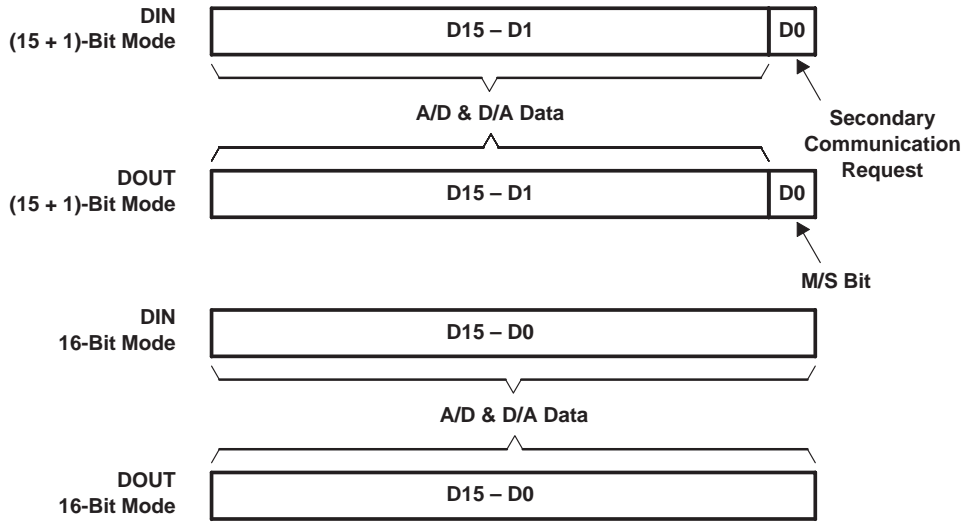 DIN
(15 + 1)-Bit Mode
D15 – D1
D0
A/D & D/A Data
Secondary
Communication
Request
DOUT
(15 + 1)-Bit Mode
D15 – D1
D0
M/S Bit
DIN
16-Bit Mode
D15 – D0
A/D & D/A Data
DOUT
16-Bit Mode
D15 – D0